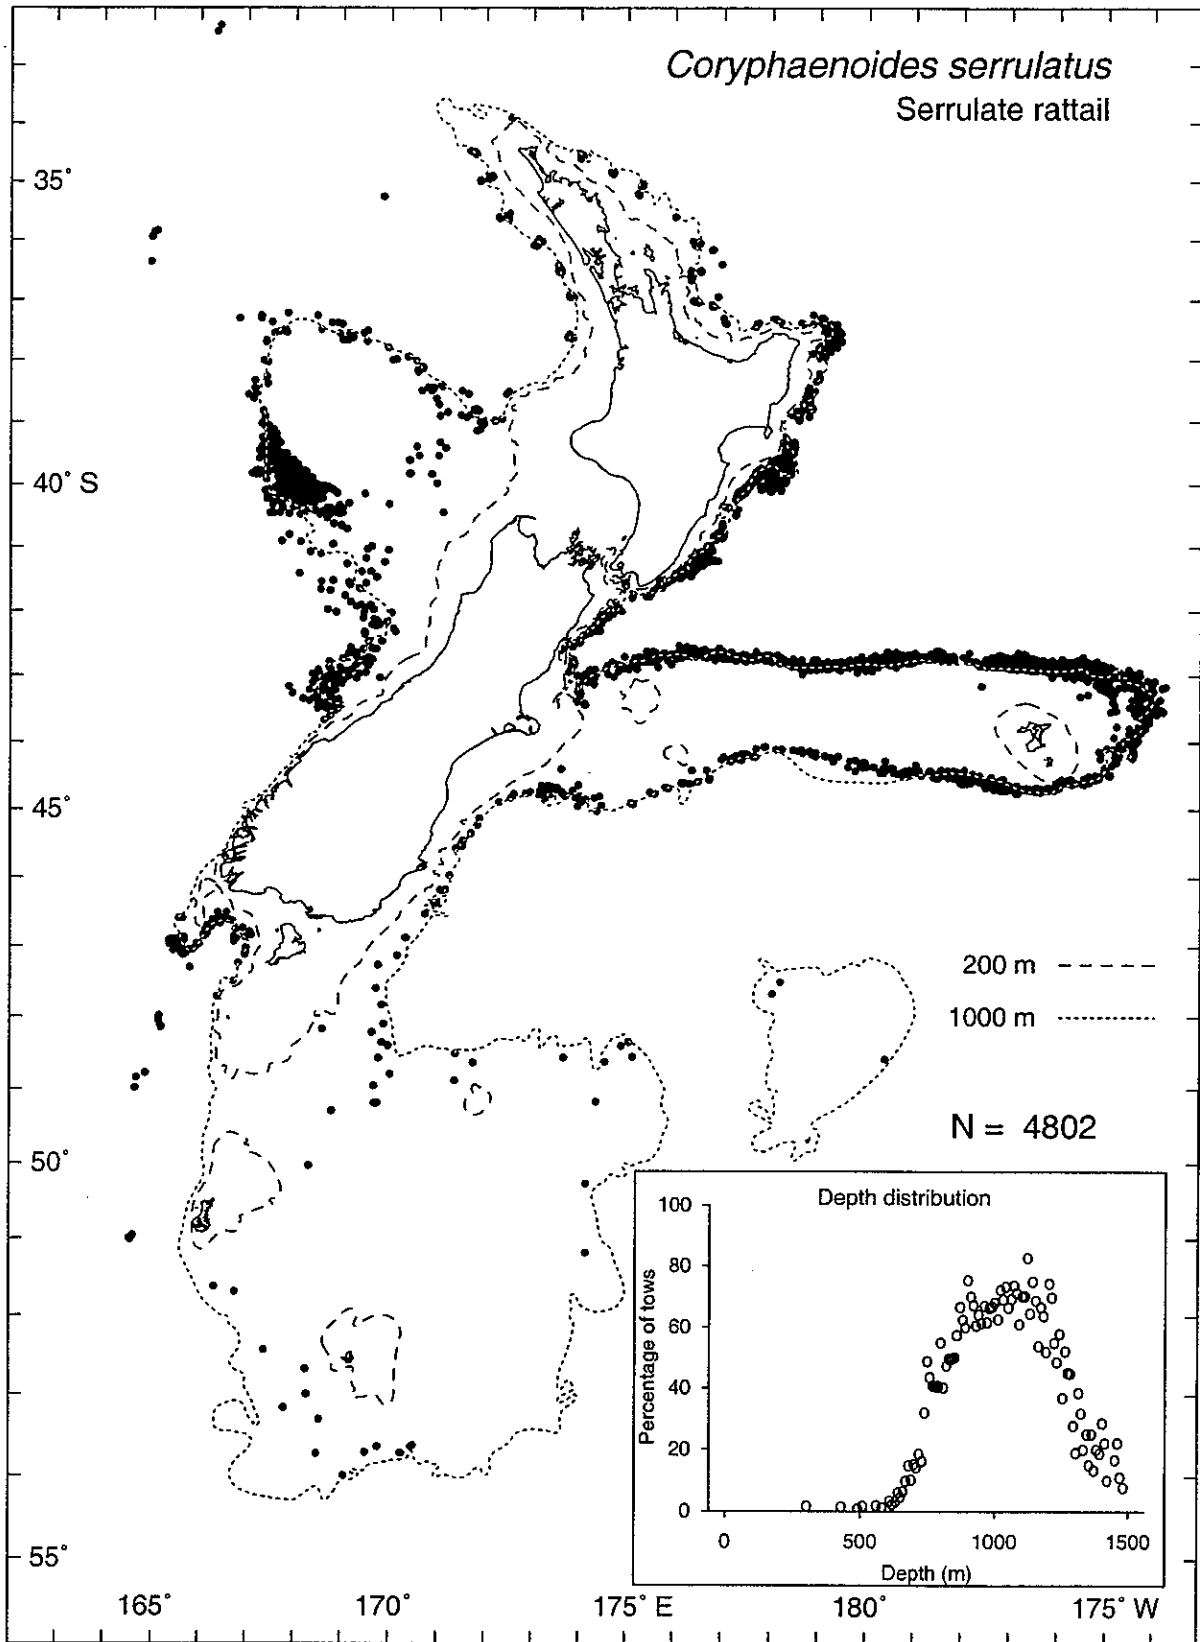 Coryphaenoides serrulatus
Serrulate rattail
35°
40° S
45°
50°
55°
165°
170°
175° E
180°
175° W
200 m
1000 m
N = 4802
Depth distribution
Percentage of tows
100
80
60
40
20
0
0
500
1000
1500
Depth (m)